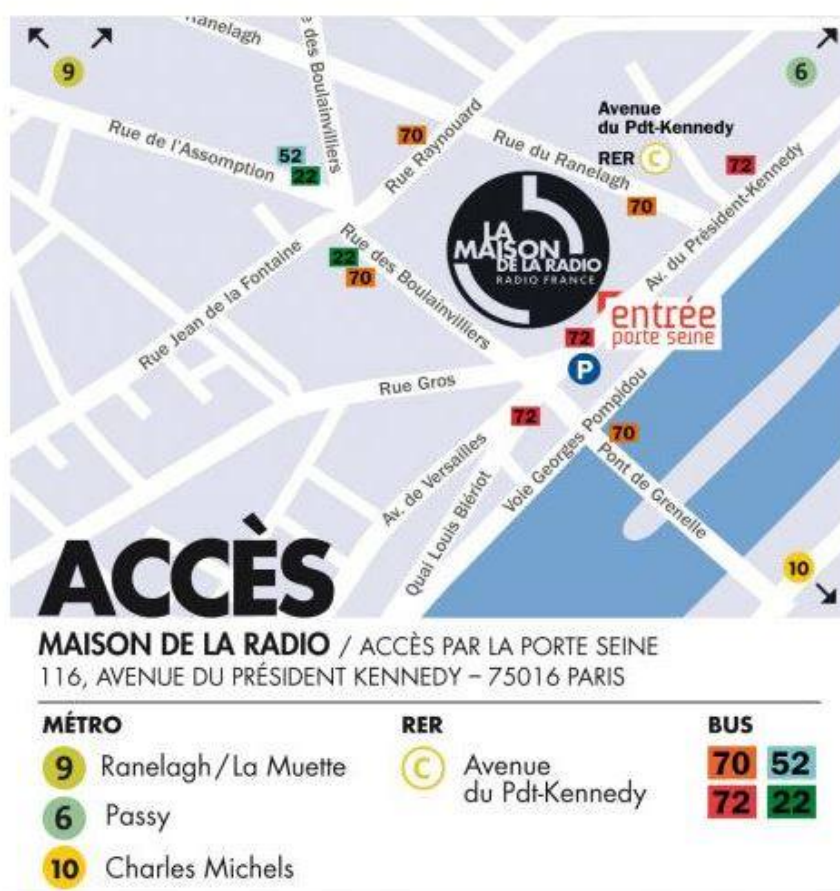 Ranelagh
e des Boulainvilliers
9
6
Avenue
du Pdt-Kennedy
RER C
Rue de l'Assomption
52
22
70
Rue Raynouard
Rue du Ranelagh
72
70
Av. du Président-Kennedy
LA
MAISON
DE LA RADIO
RADIO FRANCE
22
70
Rue des Boulainvilliers
Rue Jean de la Fontaine
entrée
porte seine
72
P
Rue Gros
72
70
Av. de Versailles
Quai Louis Blériot
Voie Georges Pompidou
Pont de Grenelle
10
ACCÈS
MAISON DE LA RADIO / ACCÈS PAR LA PORTE SEINE
116, AVENUE DU PRÉSIDENT KENNEDY – 75016 PARIS
MÉTRO
9 Ranelagh/La Muette
6 Passy
10 Charles Michels
RER
C Avenue
du Pdt-Kennedy
BUS
70 52
72 22